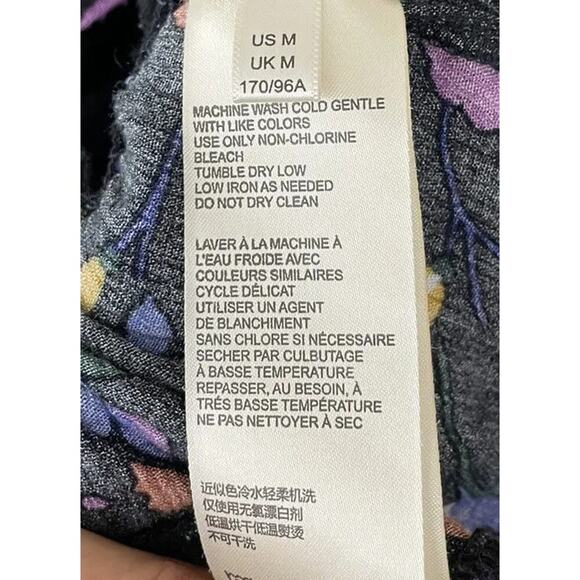 US M
UK M
170/96A
MACHINE WASH COLD GENTLE
WITH LIKE COLORS
USE ONLY NON-CHLORINE
BLEACH
TUMBLE DRY LOW
LOW IRON AS NEEDED
DO NOT DRY CLEAN
LAVER À LA MACHINE À
L'EAU FROIDE AVEC
COULEURS SIMILAIRES
CYCLE DÉLICAT
UTILISER UN AGENT
DE BLANCHIMENT
SANS CHLORE SI NÉCESSAIRE
SECHER PAR CULBUTAGE
À BASSE TEMPERATURE
REPASSER, AU BESOIN, À
TRÉS BASSE TEMPÉRATURE
NE PAS NETTOYER À SEC
近似色冷水轻柔机洗
仅使用无氯漂白剂
低温烘干低温熨烫
不可干洗